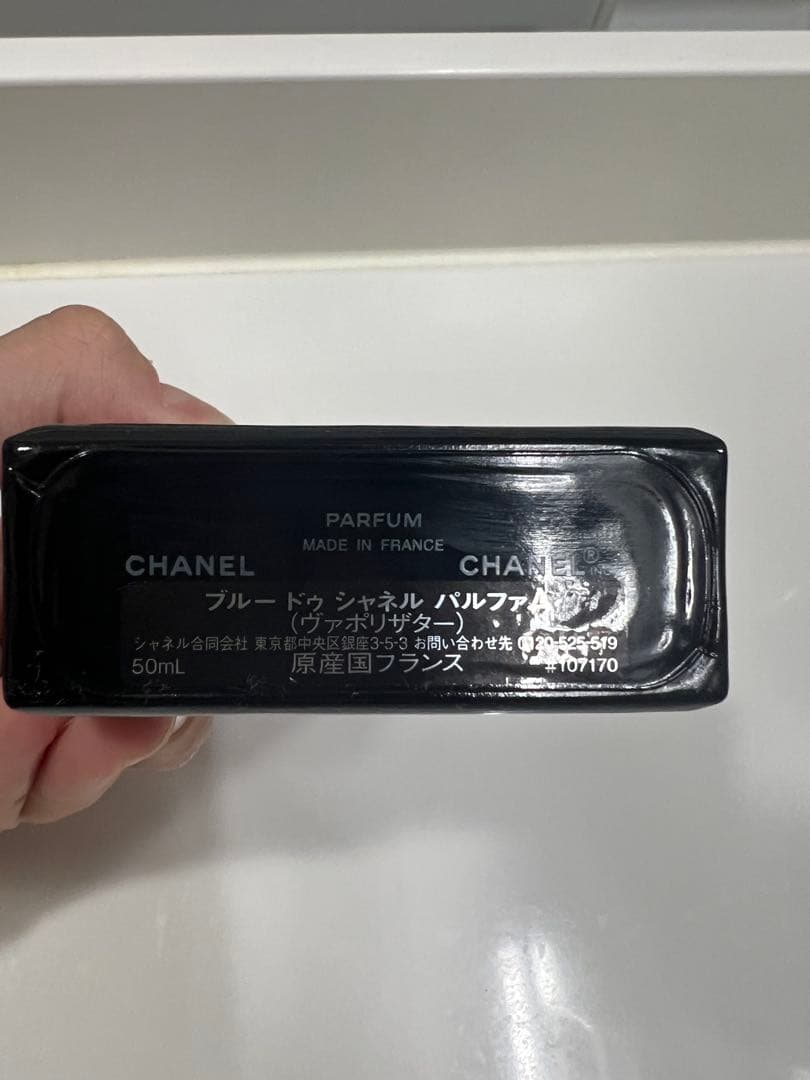 PARFUM
MADE IN FRANCE
CHANEL CHANEL®
ブルー ドゥ シャネル パルファム
(ヴァポリザター)
シャネル合同会社 東京都中央区銀座3-5-3 お問い合わせ先 0120-525-519
50mL 原産国フランス #107170